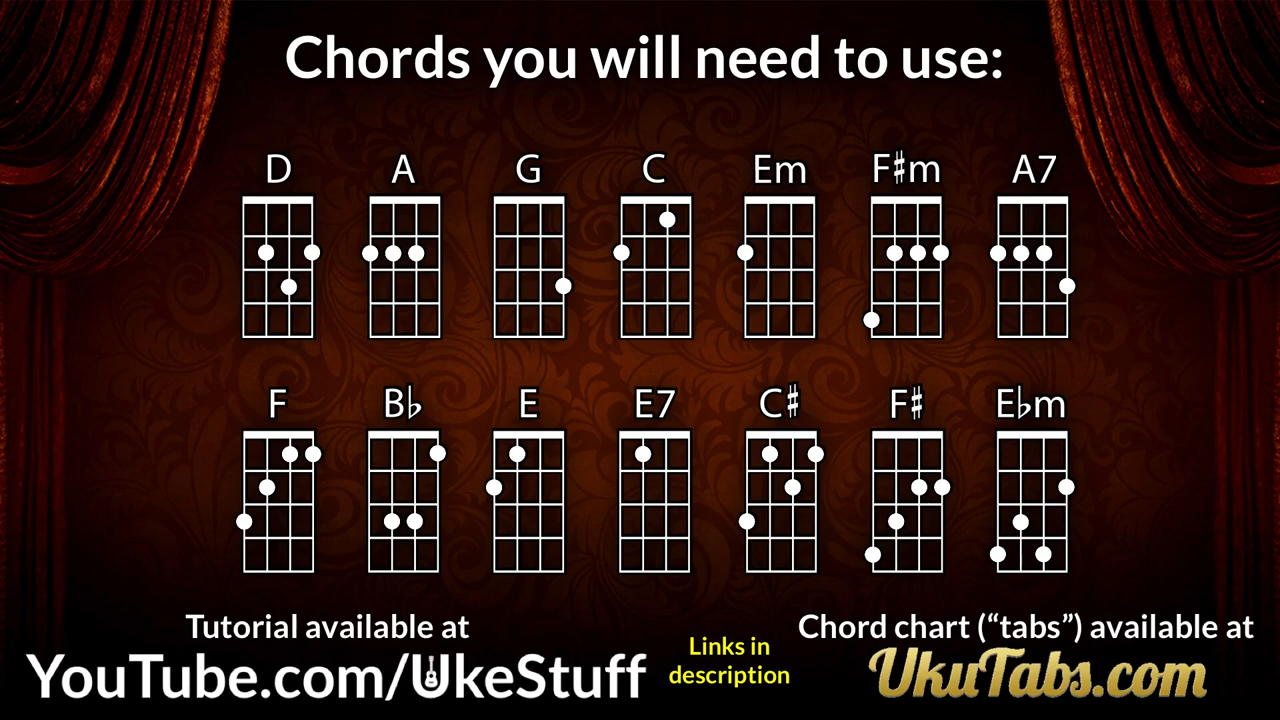 Chords you will need to use:
D A G C Em F♯m A7
F B♭ E E7 C♯ F♯ E♭m
Tutorial available at
YouTube.com/UkeStuff
Links in
description
Chord chart (“tabs”) available at
UkuTabs.com